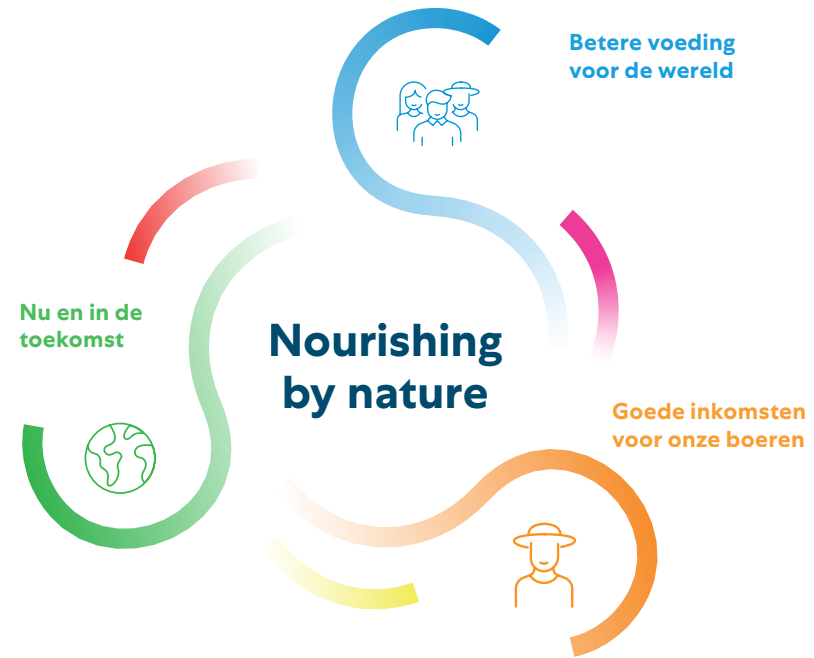 Betere voeding
voor de wereld
Nu en in de
toekomst
Nourishing
by nature
Goede inkomsten
voor onze boeren